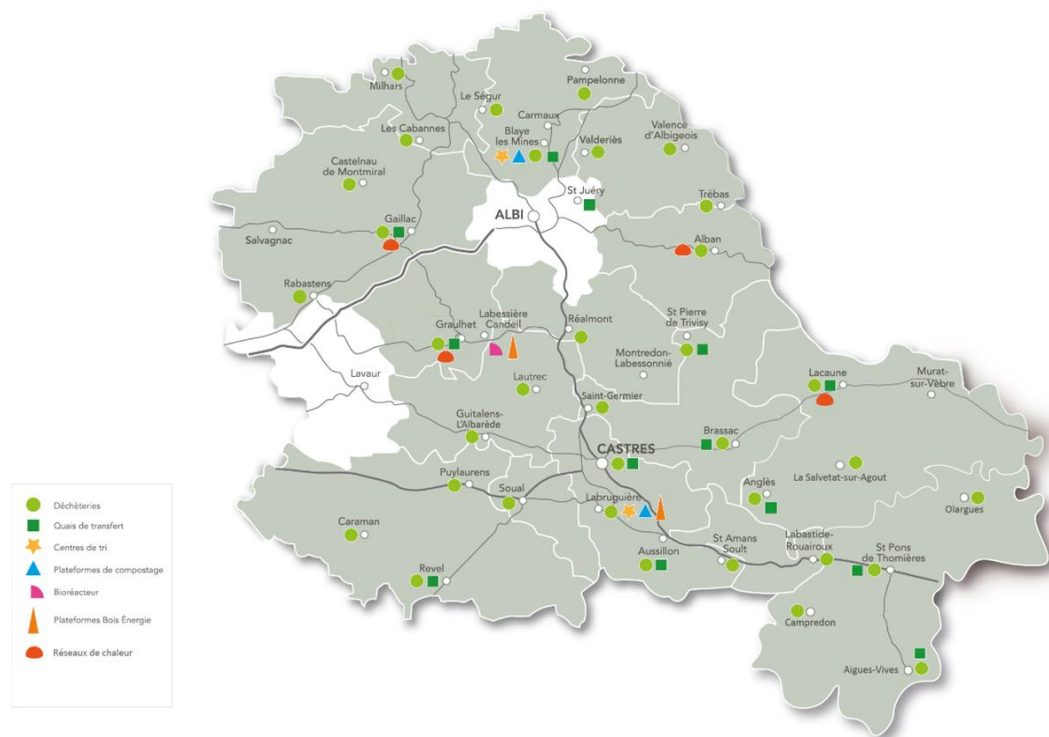 Milhars
Pampelonne
Le Ségur
Carmaux
Les Cabannes
Blaye
les Mines
Valderiès
Valence
d'Albigeois
Castelnau
de Montmiral
St Juéry
Trébas
ALBI
Gaillac
Salvagnac
Alban
Rabastens
Graulhet
Labessière
Candeil
Réalmont
St Pierre
de Trivisy
Montredon-
Labessonnié
Lacaune
Murat-
sur-Vèbre
Lavaur
Lautrec
Saint-Germier
Guitalens-
L'Albarède
Brassac
CASTRES
La Salvetat-sur-Agout
Puylaurens
Soual
Anglès
Olargues
Labruguière
Caraman
Aussillon
St Amans
Soult
Labastide-
Rouairoux
St Pons
de Thomières
Revel
Campredon
Aigues-Vives
Déchèteries
Quais de transfert
Centres de tri
Plateformes de compostage
Bioréacteur
Plateformes Bois Énergie
Réseaux de chaleur